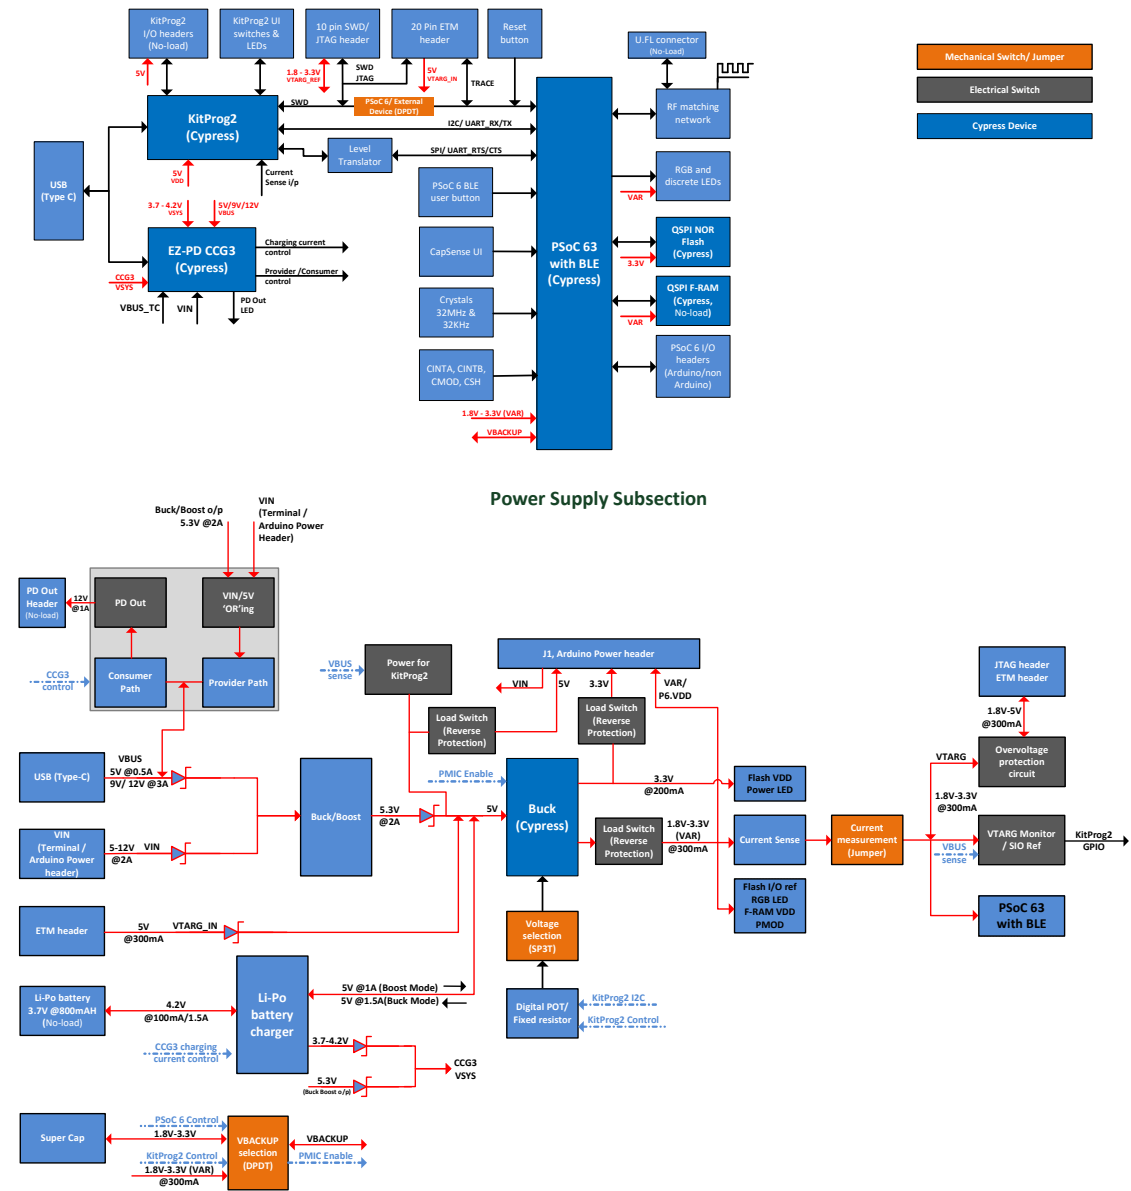 KitProg2
I/O headers
(No-load)
KitProg2 UI
switches &
LEDs
10 pin SWD/
JTAG header
20 Pin ETM
header
Reset
button
U.FL connector
(No-Load)
Mechanical Switch/ Jumper
Electrical Switch
Cypress Device
5V
1.8 - 3.3V
VTARG_REF
SWD
JTAG
5V
VTARG_IN
TRACE
KitProg2
(Cypress)
SWD
PSoC 6/ External
Device (DPDT)
I2C/ UART_RX/TX
SPI/ UART_RTS/CTS
Level
Translator
RF matching
network
USB
(Type C)
5V
VDD
Current
Sense i/p
3.7 - 4.2V
VSYS
5V/9V/12V
VBUS
EZ-PD CCG3
(Cypress)
Charging current
control
Provider /Consumer
control
CCG3
VSYS
VBUS_TC
VIN
PD Out
LED
PSoC 6 BLE
user button
CapSense UI
Crystals
32MHz &
32KHz
CINTA, CINTB,
CMOD, CSH
PSoC 63
with BLE
(Cypress)
RGB and
discrete LEDs
VAR
QSPI NOR
Flash
(Cypress)
3.3V
QSPI F-RAM
(Cypress,
No-load)
VAR
PSoC 6 I/O
headers
(Arduino/non
Arduino)
1.8V - 3.3V (VAR)
VBACKUP
Power Supply Subsection
Buck/Boost o/p
5.3V @2A
VIN
(Terminal /
Arduino Power
Header)
PD Out
Header
(No-load)
12V
@1A
PD Out
VIN/5V
‘OR’ing
CCG3
control
Consumer
Path
Provider Path
VBUS
sense
Power for
KitProg2
J1, Arduino Power header
VIN
5V
3.3V
VAR/
P6.VDD
Load Switch
(Reverse
Protection)
Load Switch
(Reverse
Protection)
JTAG header
ETM header
1.8V-5V
@300mA
VTARG
Overvoltage
protection
circuit
USB (Type-C)
VBUS
5V @0.5A
9V/ 12V @3A
Buck/Boost
5.3V
@2A
PMIC Enable
5V
Buck
(Cypress)
3.3V
@200mA
Flash VDD
Power LED
1.8V-3.3V
@300mA
VIN
(Terminal /
Arduino Power
header)
5-12V
@2A
VIN
Load Switch
(Reverse
Protection)
1.8V-3.3V
(VAR)
@300mA
Current Sense
Current
measurement
(Jumper)
VBUS
sense
VTARG Monitor
/ SIO Ref
KitProg2
GPIO
Flash I/O ref
RGB LED
F-RAM VDD
PMOD
PSoC 63
with BLE
ETM header
5V
@300mA
VTARG_IN
Voltage
selection
(SP3T)
Li-Po battery
3.7V @800mAH
(No-load)
4.2V
@100mA/1.5A
Li-Po
battery
charger
5V @1A (Boost Mode)
5V @1.5A(Buck Mode)
Digital POT/
Fixed resistor
KitProg2 I2C
KitProg2 Control
CCG3 charging
current control
3.7-4.2V
5.3V
(Buck Boost o/p)
CCG3
VSYS
Super Cap
PSoC 6 Control
1.8V-3.3V
KitProg2 Control
1.8V-3.3V (VAR)
@300mA
VBACKUP
selection
(DPDT)
VBACKUP
PMIC Enable